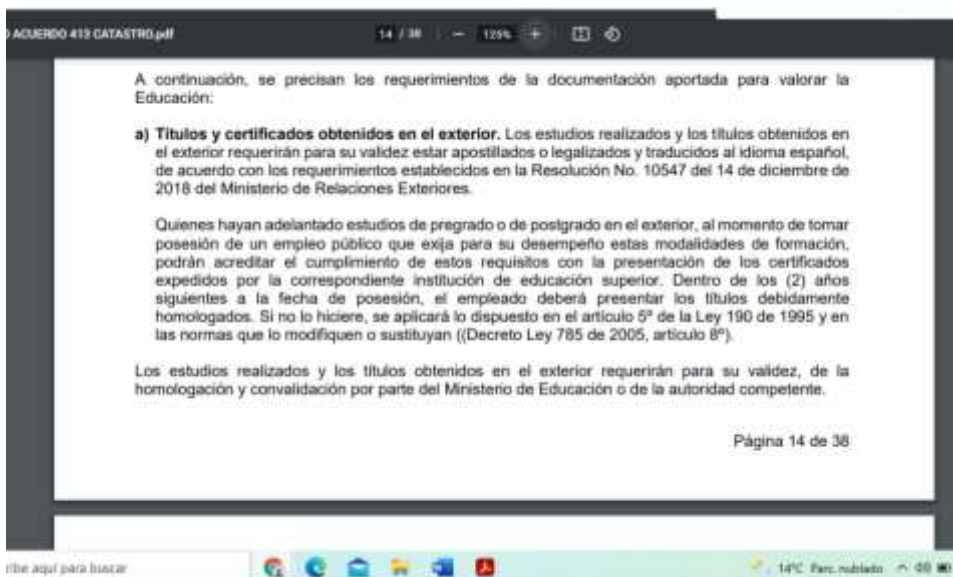 ACUERDO 413 CATASTRO.pdf
14 / 38
125%
A continuación, se precisan los requerimientos de la documentación aportada para valorar la
Educación:
a) Títulos y certificados obtenidos en el exterior. Los estudios realizados y los títulos obtenidos en
el exterior requerirán para su validez estar apostillados o legalizados y traducidos al idioma español,
de acuerdo con los requerimientos establecidos en la Resolución No. 10547 del 14 de diciembre de
2018 del Ministerio de Relaciones Exteriores.
Quienes hayan adelantado estudios de pregrado o de postgrado en el exterior, al momento de tomar
posesión de un empleo público que exija para su desempeño estas modalidades de formación,
podrán acreditar el cumplimiento de estos requisitos con la presentación de los certificados
expedidos por la correspondiente institución de educación superior. Dentro de los (2) años
siguientes a la fecha de posesión, el empleado deberá presentar los títulos debidamente
homologados. Si no lo hiciere, se aplicará lo dispuesto en el artículo 5º de la Ley 190 de 1995 y en
las normas que lo modifiquen o sustituyan ((Decreto Ley 785 de 2005, artículo 8º).
Los estudios realizados y los títulos obtenidos en el exterior requerirán para su validez, de la
homologación y convalidación por parte del Ministerio de Educación o de la autoridad competente.
Página 14 de 38
aquí para buscar
14°C Parc. nublado